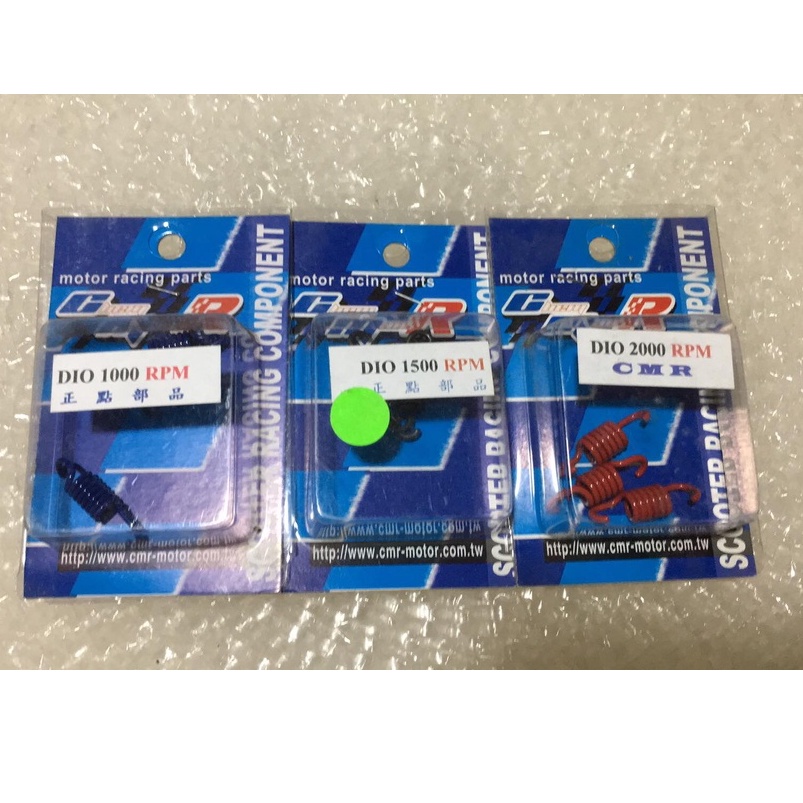 motor racing parts
DIO 1000 RPM
正點部品
http://www.cmr-motor.com.tw
SCOOTER RACING COMPONENT
motor racing parts
DIO 1500 RPM
正點部品
http://www.cmr-motor.com.tw
SCOOTER RACING COMPONENT
motor racing parts
DIO 2000 RPM
CMR
http://www.cmr-motor.com.tw
SCOOTER RACING COMPONENT